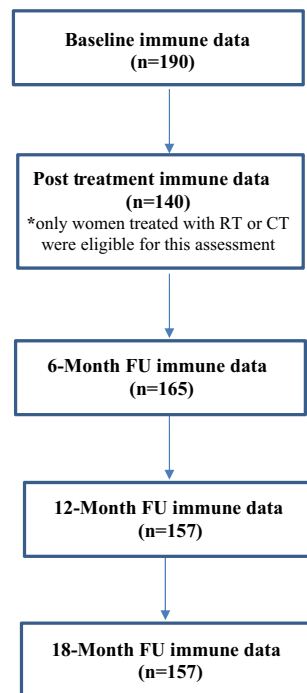 Baseline immune data
(n=190)
Post treatment immune data
(n=140)
*only women treated with RT or CT
were eligible for this assessment
6-Month FU immune data
(n=165)
12-Month FU immune data
(n=157)
18-Month FU immune data
(n=157)